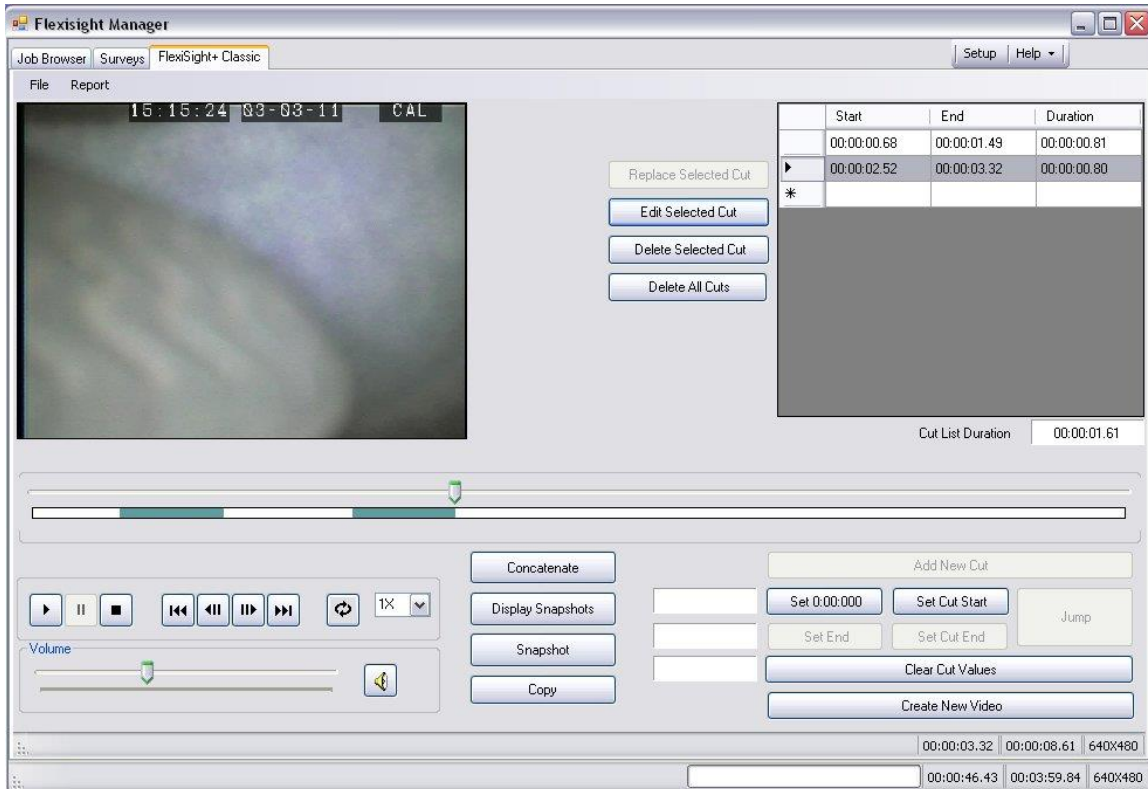 Flexisight Manager
Job Browser Surveys FlexiSight+ Classic Setup Help
File Report
15:15:24 03-03-11 CAL
Start End Duration
00:00:00.68 00:00:01.49 00:00:00.81
00:00:02.52 00:00:03.32 00:00:00.80
Replace Selected Cut
Edit Selected Cut
Delete Selected Cut
Delete All Cuts
Cut List Duration 00:00:01.61
Concatenate
Display Snapshots
Snapshot
Copy
1X
Volume
Add New Cut
Set 0:00:000 Set Cut Start Jump
Set End Set Cut End
Clear Cut Values
Create New Video
00:00:03.32 00:00:08.61 640X480
00:00:46.43 00:03:59.84 640X480